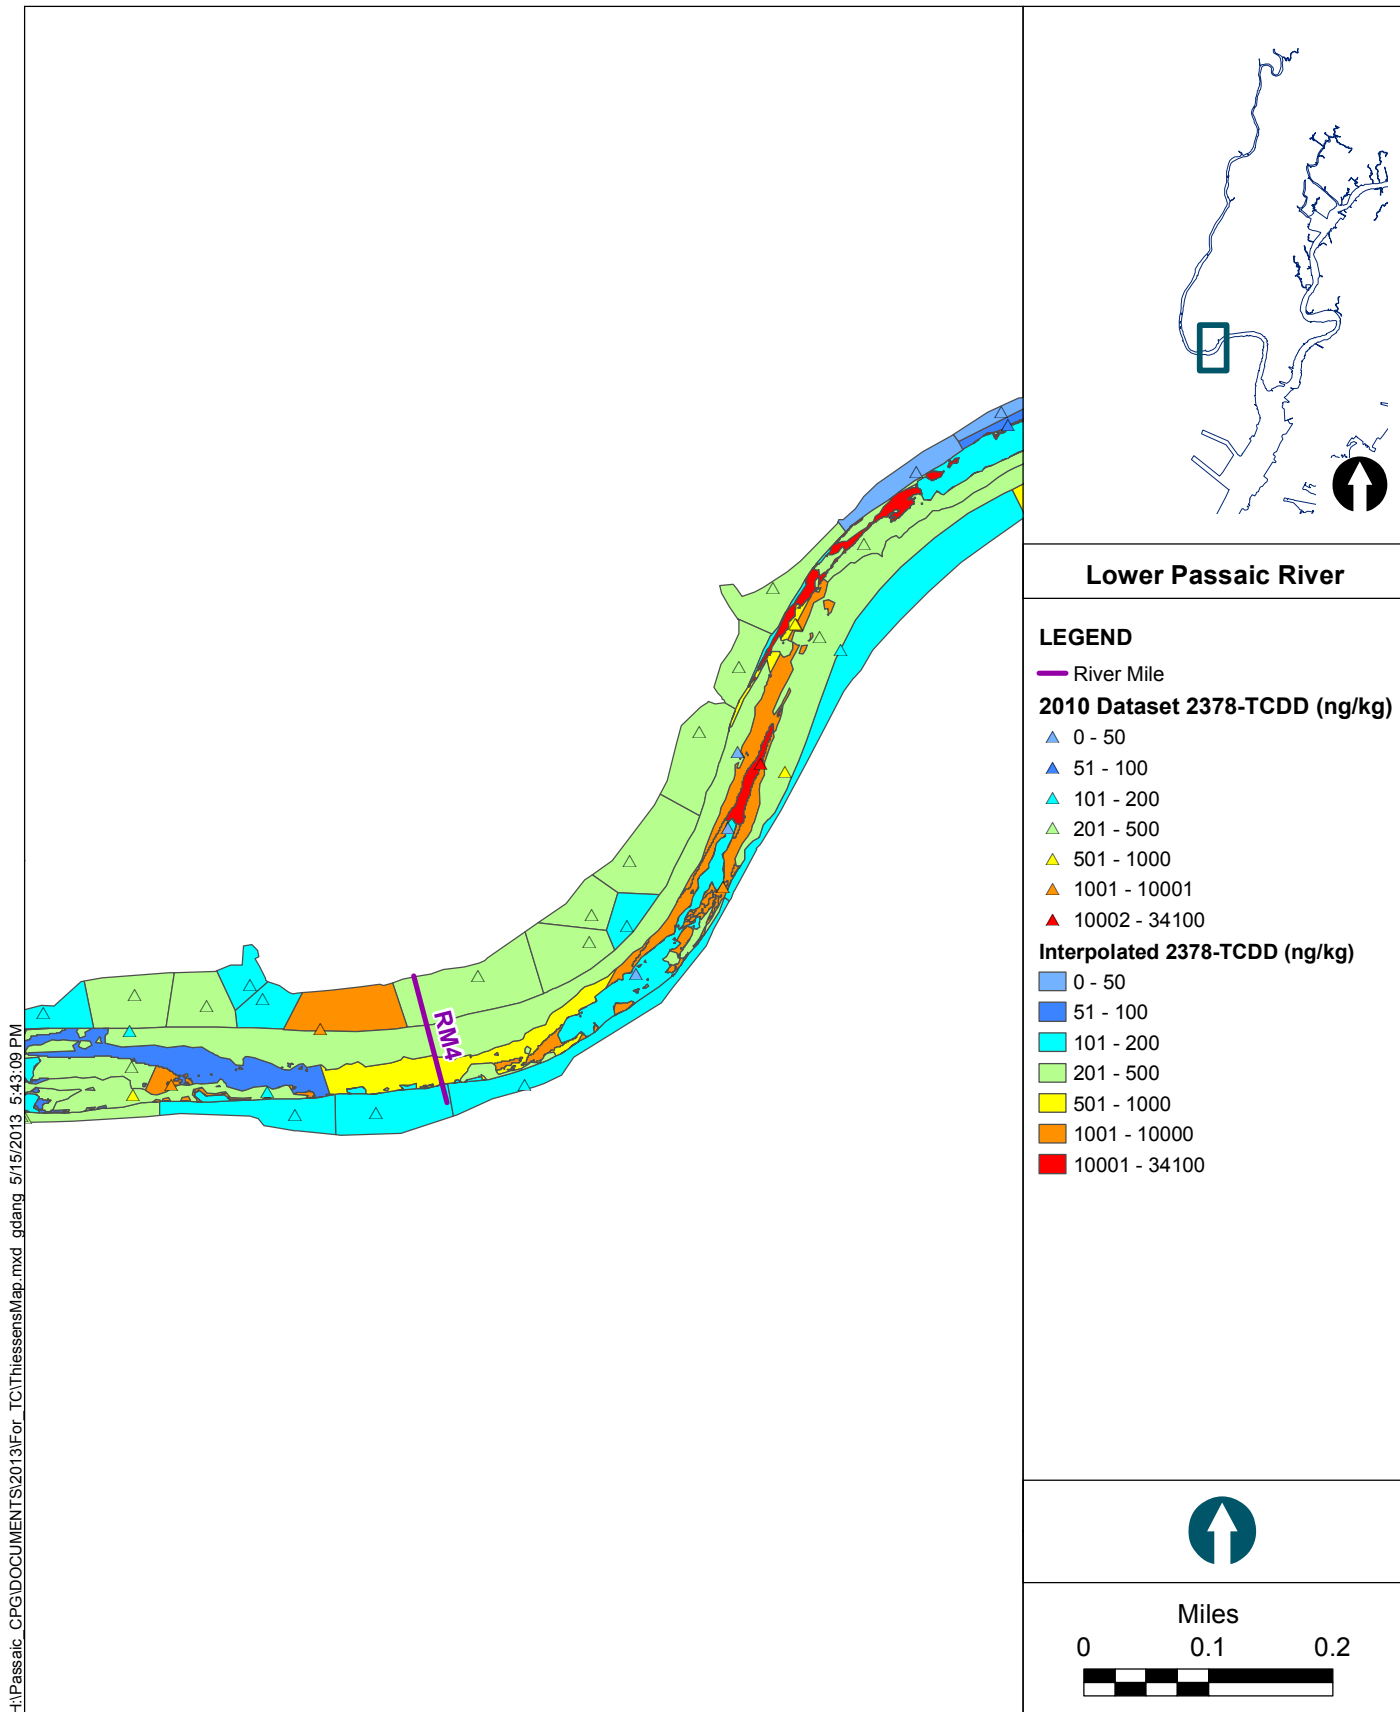 H:\Passaic_CPG\DOCUMENTS\2013\For_TC\ThiessensMap.mxd gdang 5/15/2013 5:43:09 PM
RM4
Lower Passaic River
LEGEND
River Mile
2010 Dataset 2378-TCDD (ng/kg)
0 - 50
51 - 100
101 - 200
201 - 500
501 - 1000
1001 - 10001
10002 - 34100
Interpolated 2378-TCDD (ng/kg)
0 - 50
51 - 100
101 - 200
201 - 500
501 - 1000
1001 - 10000
10001 - 34100
Miles
0 0.1 0.2